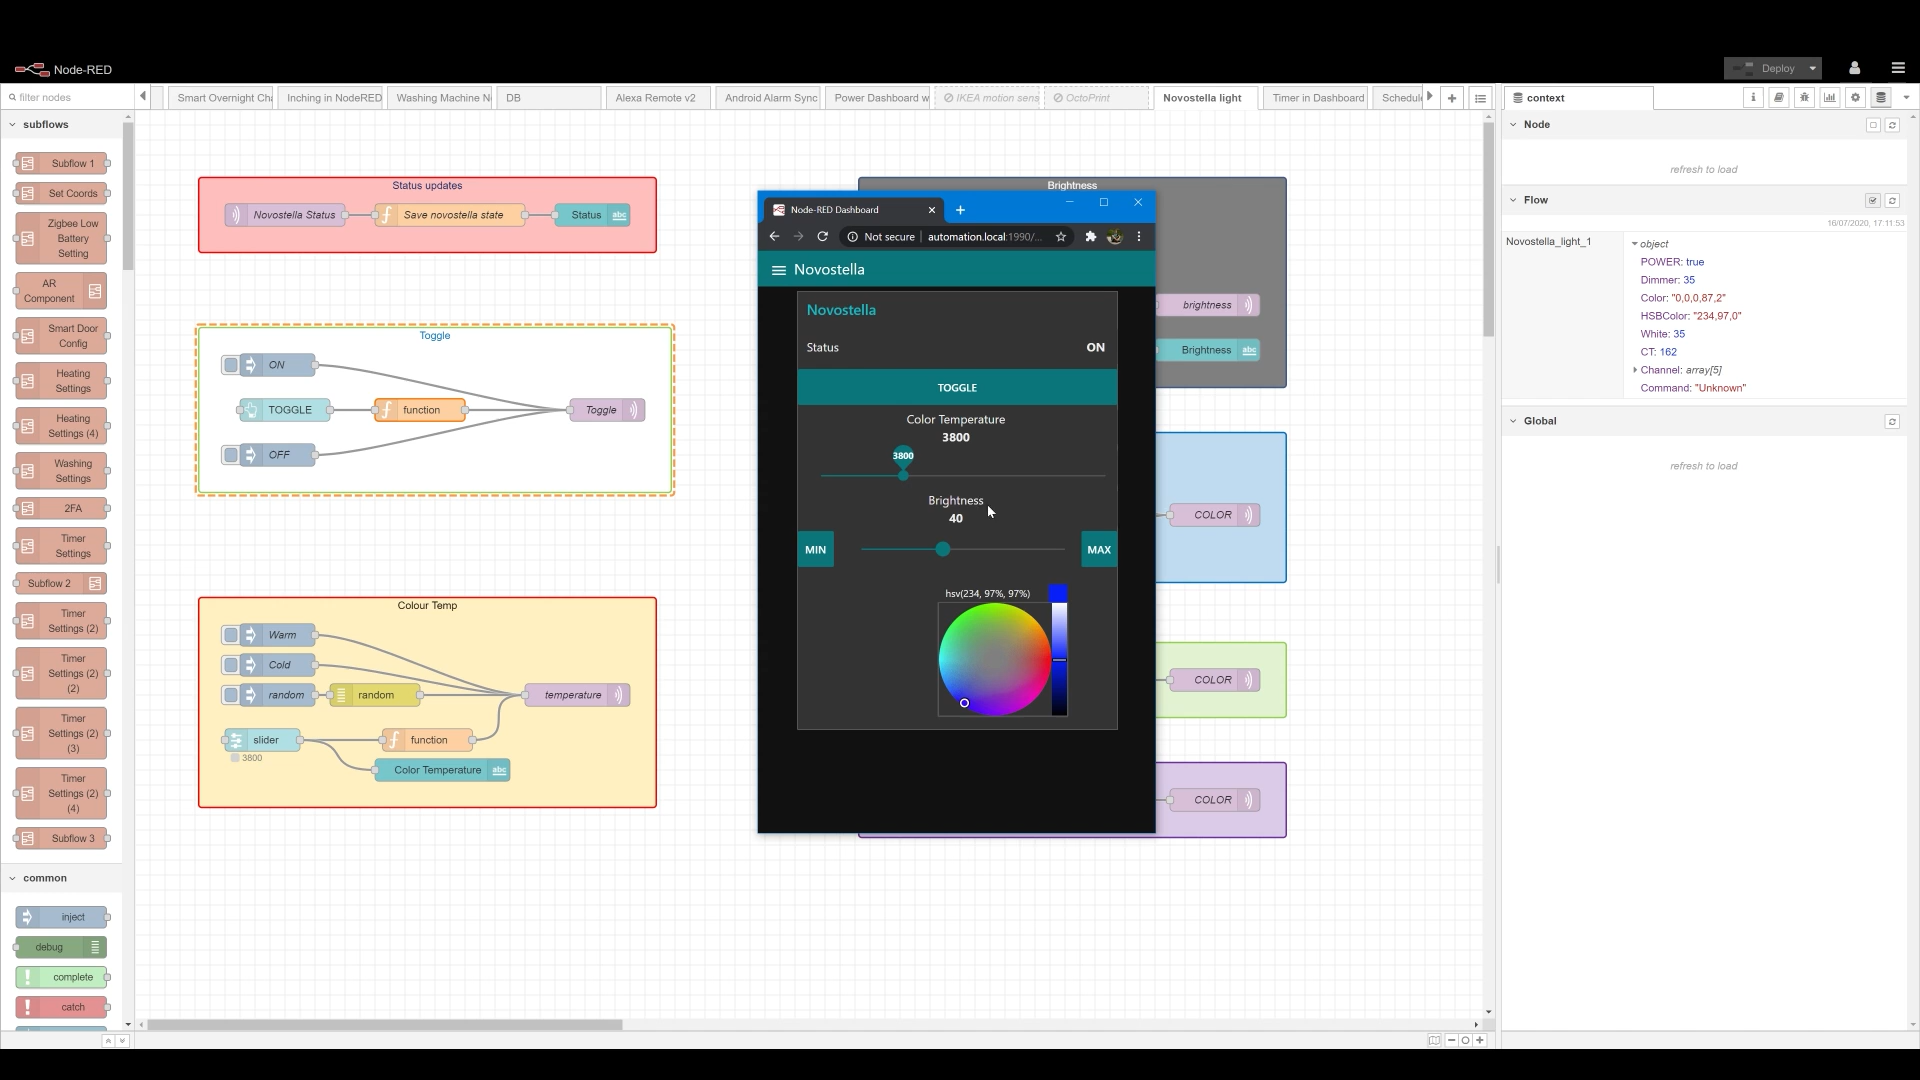 Node-RED
Deploy
filter nodes
Smart Overnight Cha
Inching in NodeRED
Washing Machine N
DB
Alexa Remote v2
Android Alarm Sync
Power Dashboard w
IKEA motion sens
OctoPrint
Novostella light
Timer in Dashboard
Schedul
context
subflows
Subflow 1
Set Coords
Zigbee Low
Battery
Setting
AR
Component
Smart Door
Config
Heating
Settings
Heating
Settings (4)
Washing
Settings
2FA
Timer
Settings
Subflow 2
Timer
Settings (2)
Timer
Settings (2)
(2)
Timer
Settings (2)
(3)
Timer
Settings (2)
(4)
Subflow 3
common
inject
debug
complete
catch
Status updates
Novostella Status
Save novostella state
Status
abc
Toggle
ON
TOGGLE
function
Toggle
OFF
Colour Temp
Warm
Cold
random
random
temperature
slider
3800
function
Color Temperature
abc
Brightness
brightness
Brightness
abc
COLOR
COLOR
COLOR
Node-RED Dashboard
Not secure
automation.local:1990/...
Novostella
Novostella
Status
ON
TOGGLE
Color Temperature
3800
3800
Brightness
40
MIN
MAX
hsv(234, 97%, 97%)
Node
refresh to load
Flow
16/07/2020, 17:11:53
Novostella_light_1
object
POWER: true
Dimmer: 35
Color: "0,0,0,87,2"
HSBColor: "234,97,0"
White: 35
CT: 162
Channel: array[5]
Command: "Unknown"
Global
refresh to load